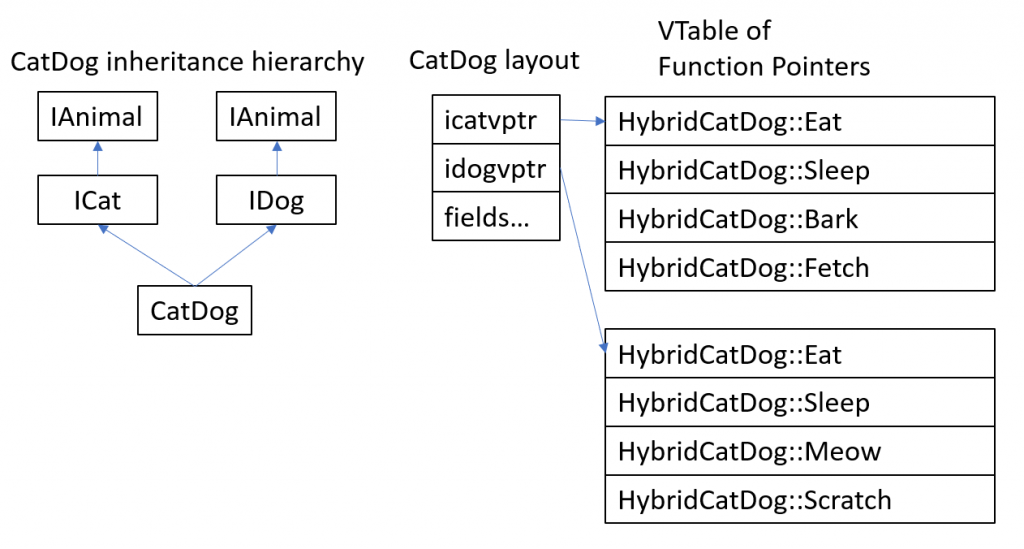 CatDog inheritance hierarchy
IAnimal
IAnimal
ICat
IDog
CatDog
CatDog layout
icatvptr
idogvptr
fields...
VTable of
Function Pointers
HybridCatDog::Eat
HybridCatDog::Sleep
HybridCatDog::Bark
HybridCatDog::Fetch
HybridCatDog::Eat
HybridCatDog::Sleep
HybridCatDog::Meow
HybridCatDog::Scratch